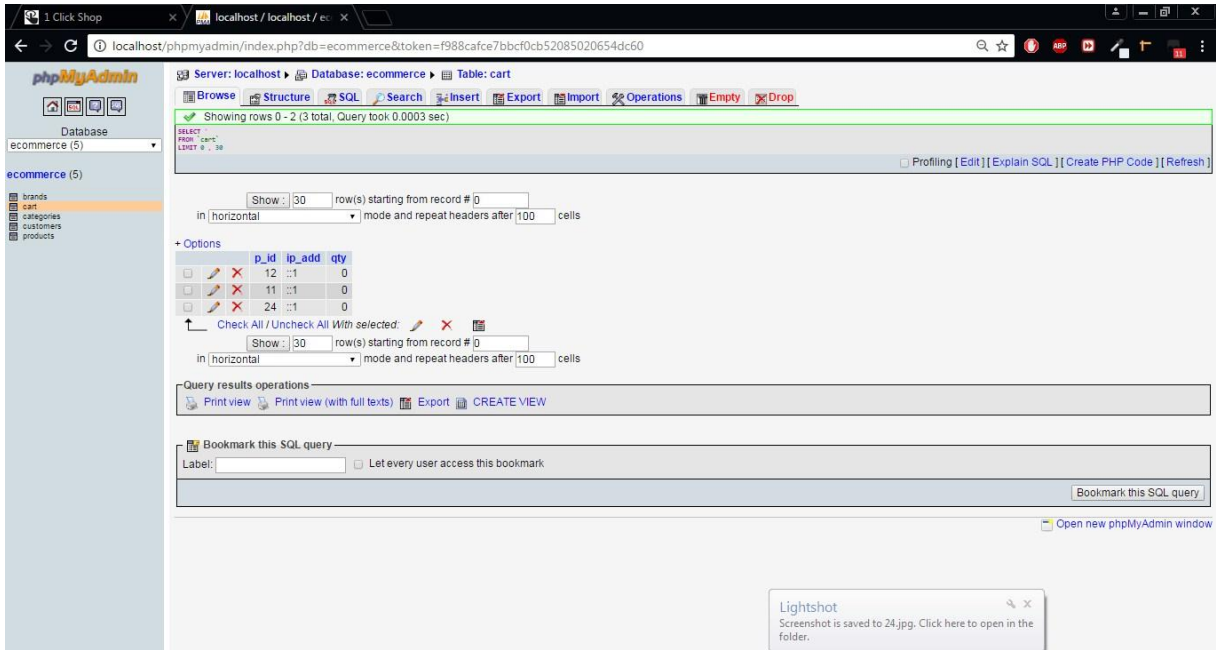 1 Click Shop
localhost / localhost / ec
localhost/phpmyadmin/index.php?db=ecommerce&token=f988cafce7bbcf0cb52085020654dc60
ABP
11
phpMyAdmin
SQL
Database
ecommerce (5)
ecommerce (5)
brands
cart
categories
customers
products
Server: localhost Database: ecommerce Table: cart
Browse Structure SQL Search Insert Export Import Operations Empty Drop
Showing rows 0 - 2 (3 total, Query took 0.0003 sec)
SELECT *
FROM `cart`
LIMIT 0 , 30
Profiling [ Edit ] [ Explain SQL ] [ Create PHP Code ] [ Refresh ]
Show : 30 row(s) starting from record # 0
in horizontal mode and repeat headers after 100 cells
+ Options
p_id ip_add qty
12 ::1 0
11 ::1 0
24 ::1 0
Check All / Uncheck All With selected:
Show : 30 row(s) starting from record # 0
in horizontal mode and repeat headers after 100 cells
Query results operations
Print view Print view (with full texts) Export CREATE VIEW
Bookmark this SQL query
Label: Let every user access this bookmark
Bookmark this SQL query
Open new phpMyAdmin window
Lightshot
Screenshot is saved to 24.jpg. Click here to open in the
folder.